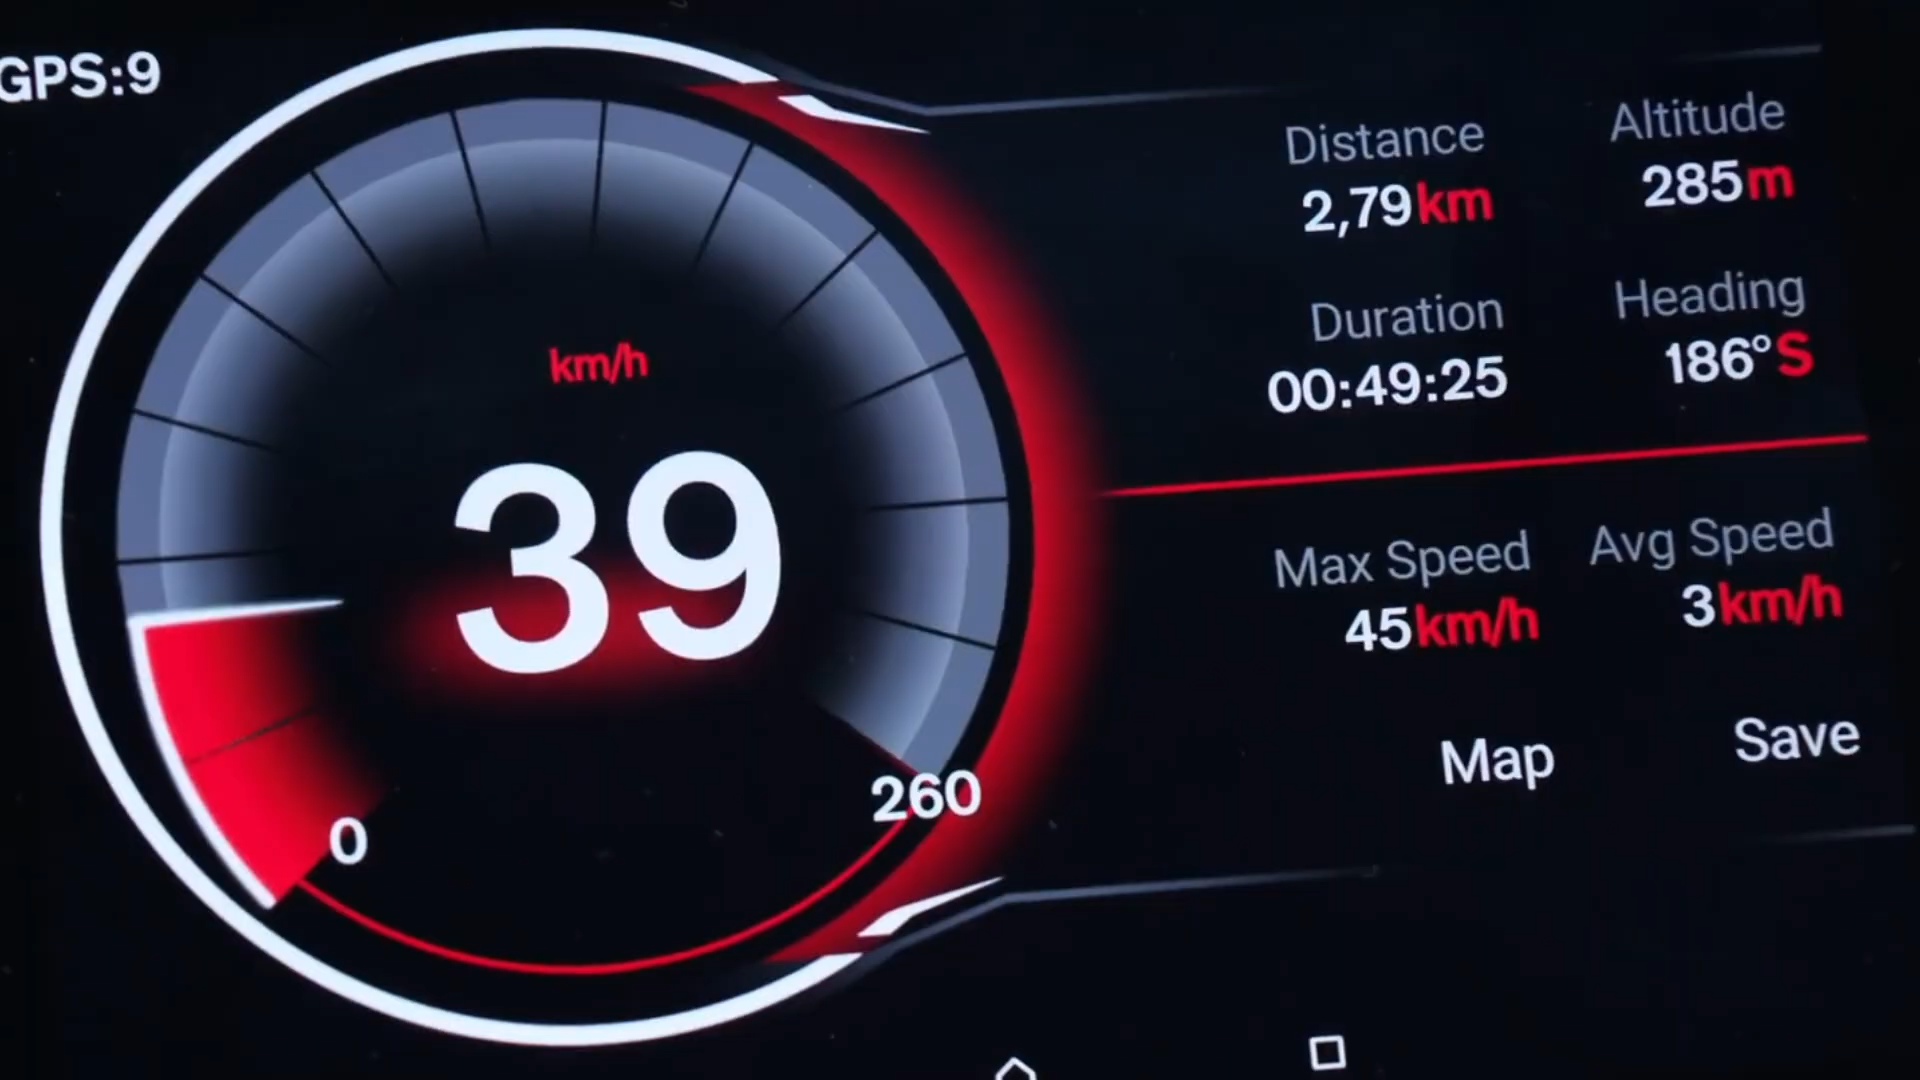 GPS:9
km/h
39
0
260
Distance
2,79km
Altitude
285m
Duration
00:49:25
Heading
186°S
Max Speed
45km/h
Avg Speed
3km/h
Map
Save